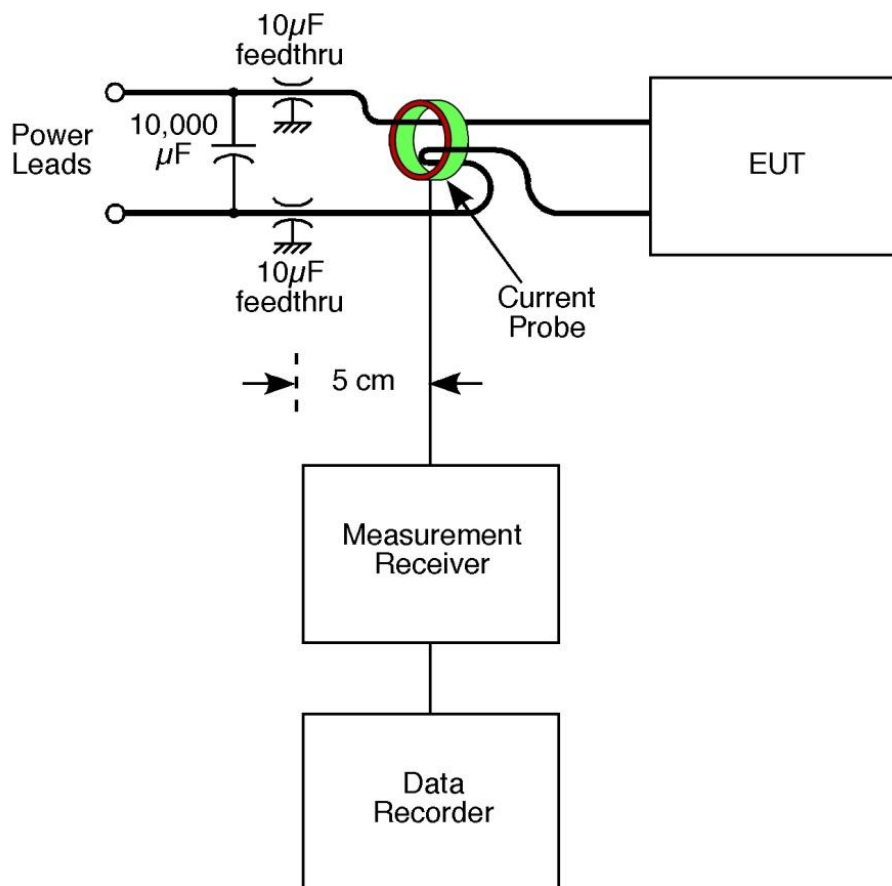 10µF
feedthru
Power
Leads
10,000
µF
EUT
10µF
feedthru
Current
Probe
5 cm
Measurement
Receiver
Data
Recorder